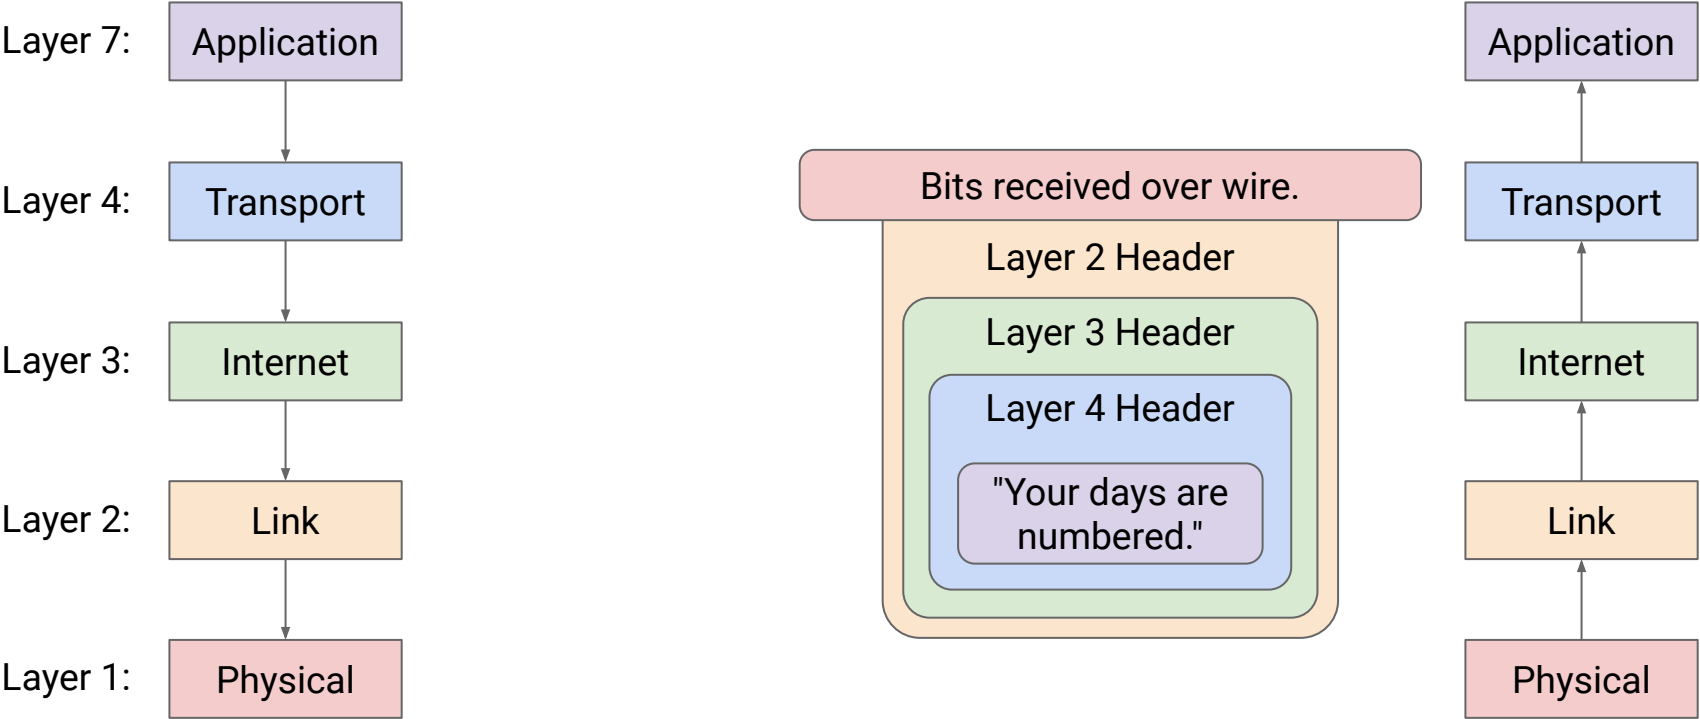 Layer 7:
Application
Layer 4:
Transport
Layer 3:
Internet
Layer 2:
Link
Layer 1:
Physical
Bits received over wire.
Layer 2 Header
Layer 3 Header
Layer 4 Header
"Your days are
numbered."
Application
Transport
Internet
Link
Physical